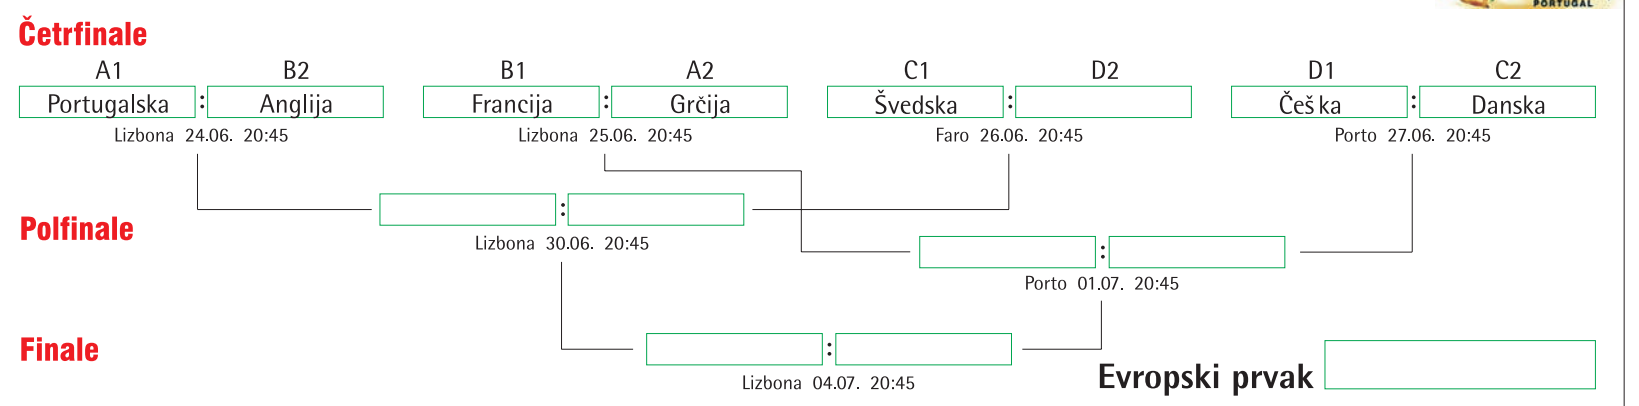 PORTUGAL
Četrfinale
A1 B2 B1 A2 C1 D2 D1 C2
Portugalska : Anglija Francija : Grčija Švedska : Češka : Danska
Lizbona 24.06. 20:45 Lizbona 25.06. 20:45 Faro 26.06. 20:45 Porto 27.06. 20:45
:
Polfinale
Lizbona 30.06. 20:45
:
Porto 01.07. 20:45
Finale
:
Evropski prvak
Lizbona 04.07. 20:45